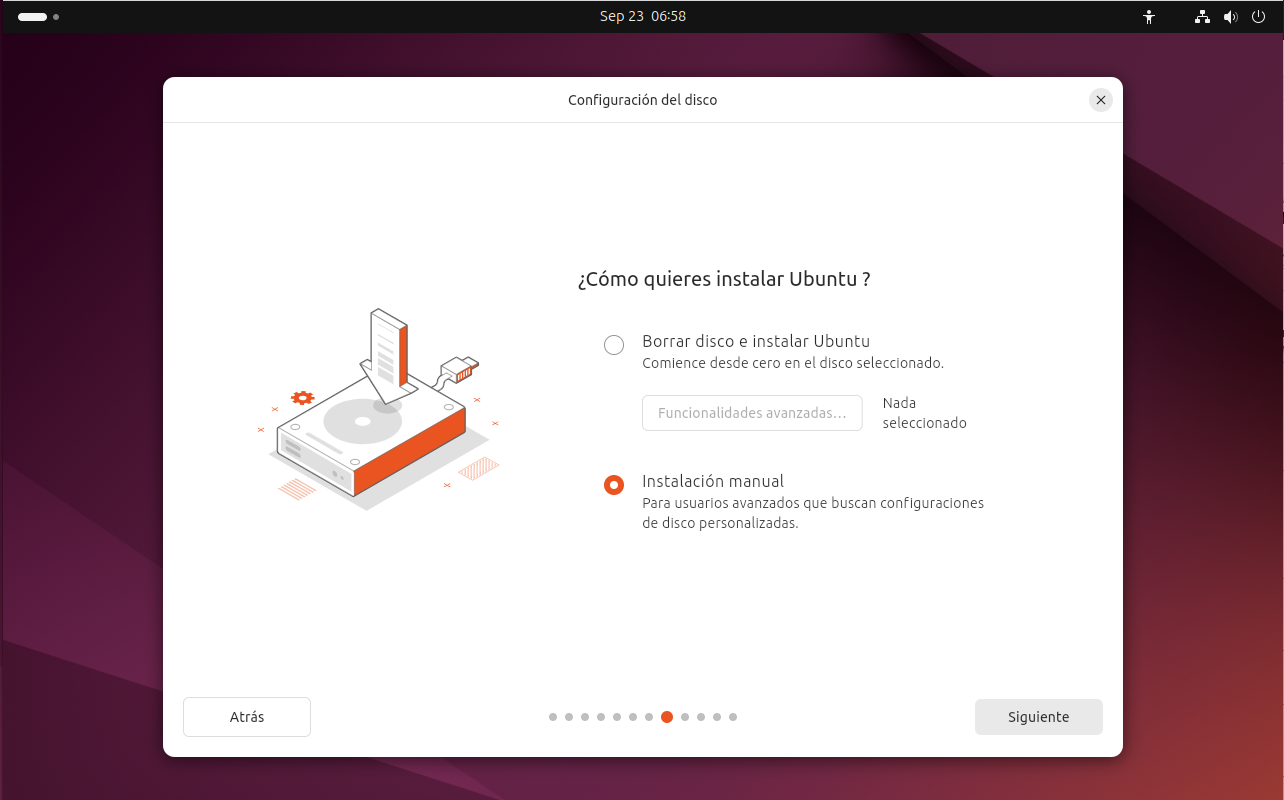 Sep 23 06:58
Configuración del disco
¿Cómo quieres instalar Ubuntu ?
Borrar disco e instalar Ubuntu
Comience desde cero en el disco seleccionado.
Funcionalidades avanzadas...
Nada
seleccionado
Instalación manual
Para usuarios avanzados que buscan configuraciones
de disco personalizadas.
Atrás
Siguiente